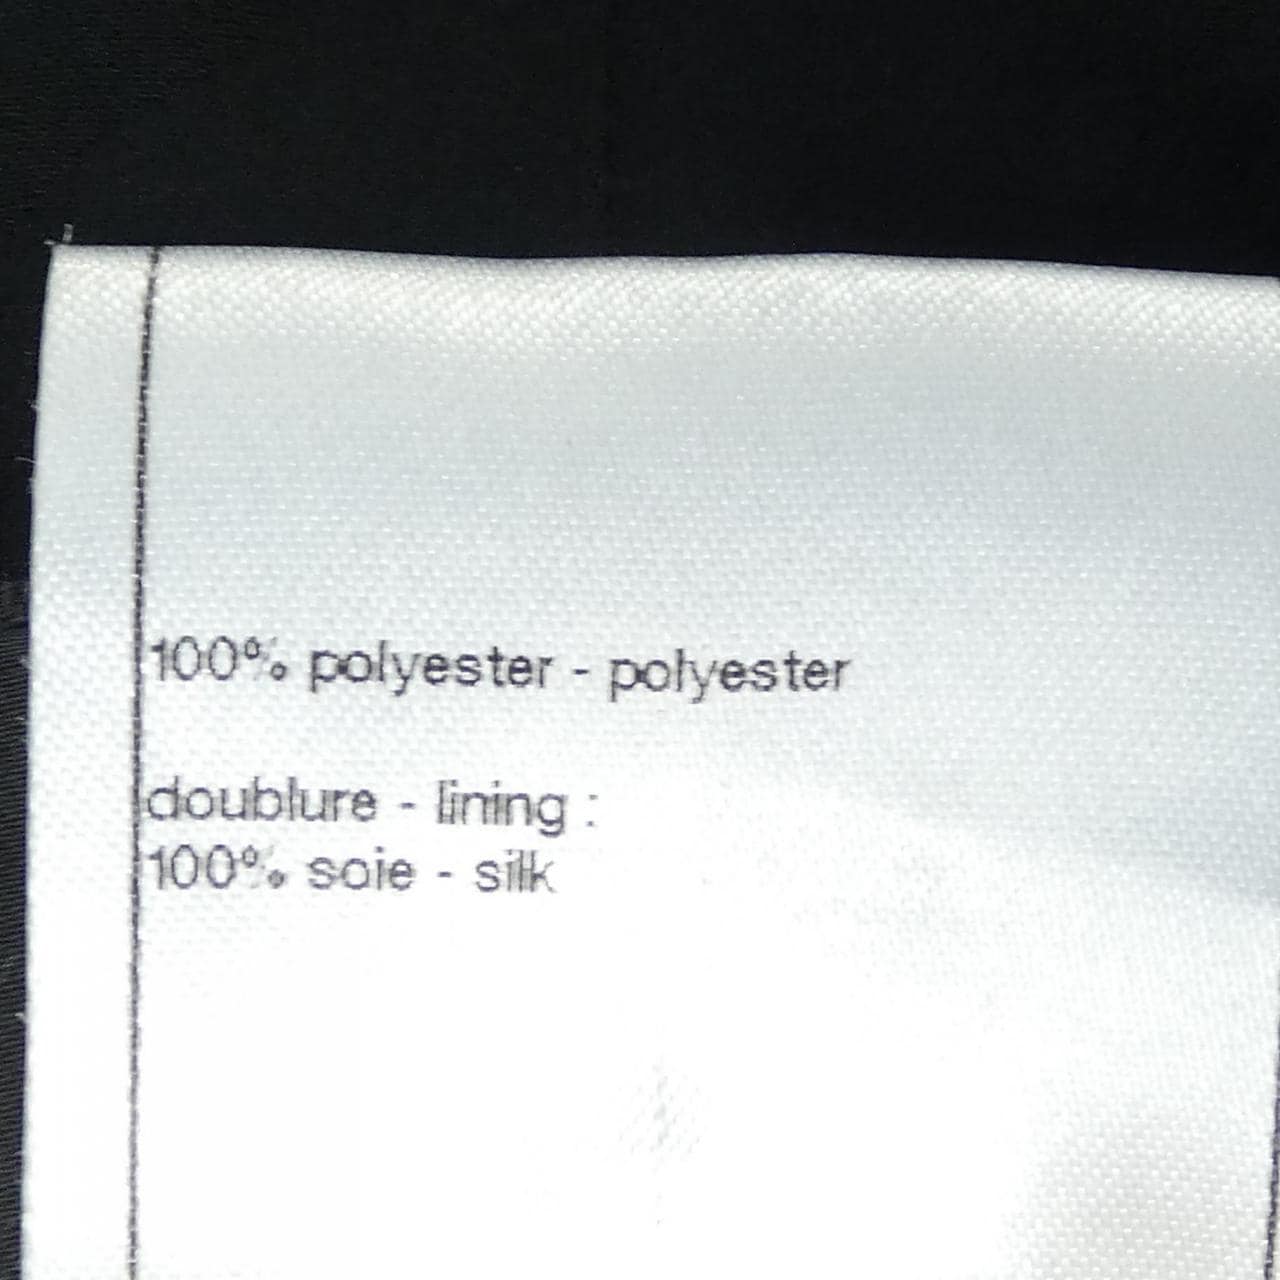 100% polyester - polyester
doublure - lining :
100% soie - silk